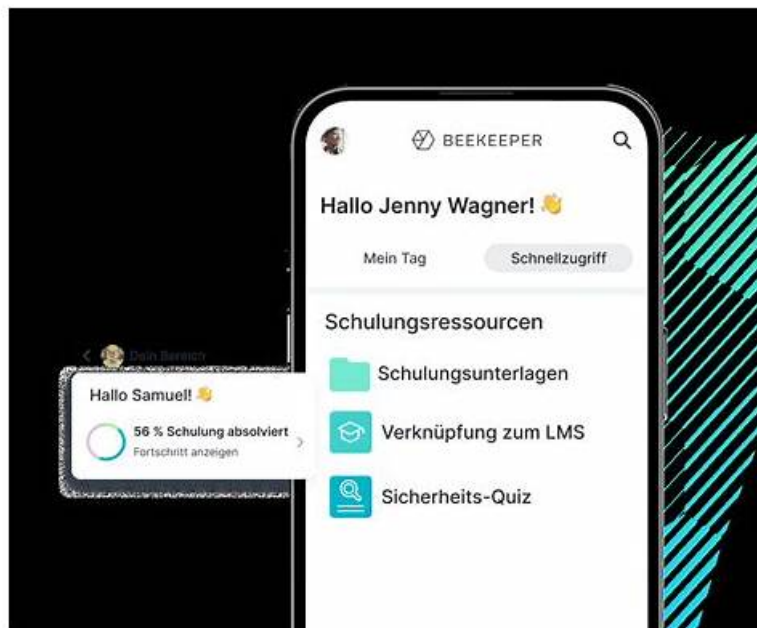 BEEKEEPER
Hallo Jenny Wagner! 👋
Mein Tag
Schnellzugriff
Schulungsressourcen
Schulungsunterlagen
Verknüpfung zum LMS
Sicherheits-Quiz
Dein Bereich
Hallo Samuel! 👋
56 % Schulung absolviert
Fortschritt anzeigen